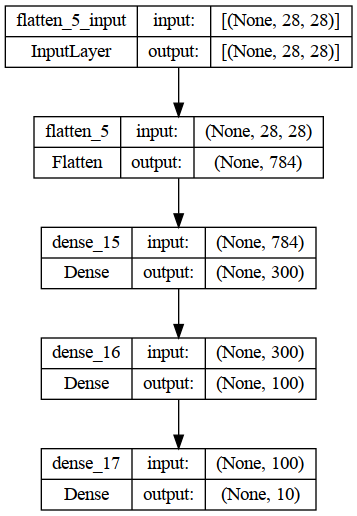 flatten_5_input input: [(None, 28, 28)]
InputLayer output: [(None, 28, 28)]
flatten_5 input: (None, 28, 28)
Flatten output: (None, 784)
dense_15 input: (None, 784)
Dense output: (None, 300)
dense_16 input: (None, 300)
Dense output: (None, 100)
dense_17 input: (None, 100)
Dense output: (None, 10)